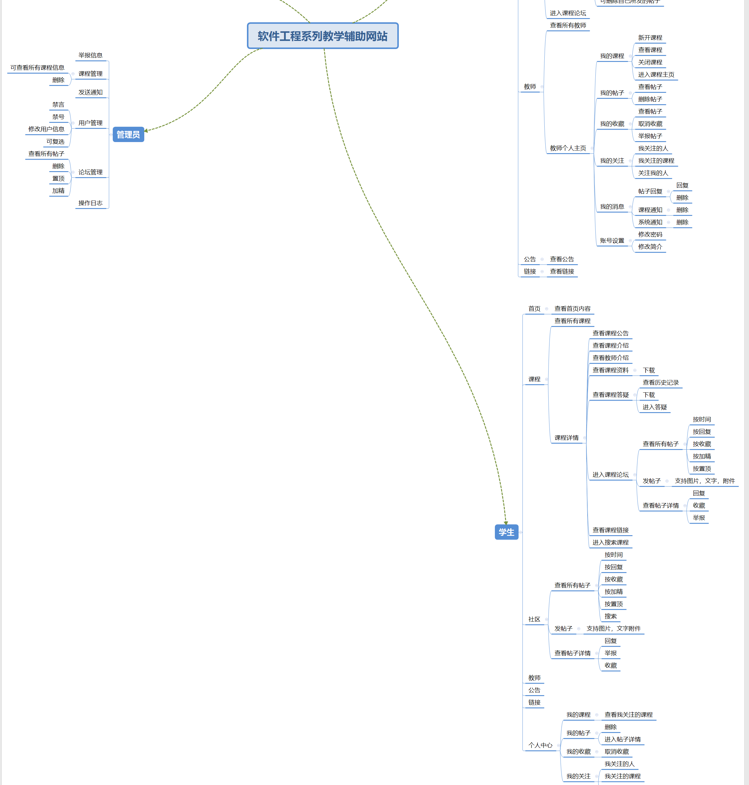 可删除自己所发的帖子
进入课程论坛
查看所有教师
软件工程系列教学辅助网站
举报信息
可查看所有课程信息
删除
课程管理
发送通知
禁言
禁号
修改用户信息
可复选
用户管理
管理员
查看所有帖子
删除
置顶
加精
论坛管理
操作日志
教师
教师个人主页
我的课程
新开课程
查看课程
关闭课程
进入课程主页
我的帖子
查看帖子
删除帖子
我的收藏
查看帖子
取消收藏
举报帖子
我的关注
我关注的人
我关注的课程
关注我的人
我的消息
帖子回复
回复
删除
课程通知
删除
系统通知
删除
账号设置
修改密码
修改简介
公告
查看公告
链接
查看链接
学生
首页
查看首页内容
课程
查看所有课程
课程详情
查看课程公告
查看课程介绍
查看教师介绍
查看课程资料
下载
查看课程答疑
查看历史记录
下载
进入答疑
进入课程论坛
查看所有帖子
按时间
按回复
按收藏
按加精
按置顶
发帖子
支持图片，文字，附件
查看帖子详情
回复
收藏
举报
查看课程链接
进入搜索课程
社区
查看所有帖子
按时间
按回复
按收藏
按加精
按置顶
搜索
发帖子
支持图片，文字附件
查看帖子详情
回复
举报
收藏
教师
公告
链接
个人中心
我的课程
查看我关注的课程
我的帖子
删除
进入帖子详情
我的收藏
取消收藏
我的关注
我关注的人
我关注的课程